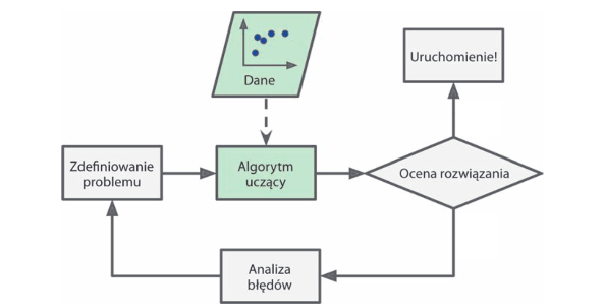 Dane
Uruchomienie!
Zdefiniowanie
problemu
Algorytm
uczący
Ocena rozwiązania
Analiza
błędów